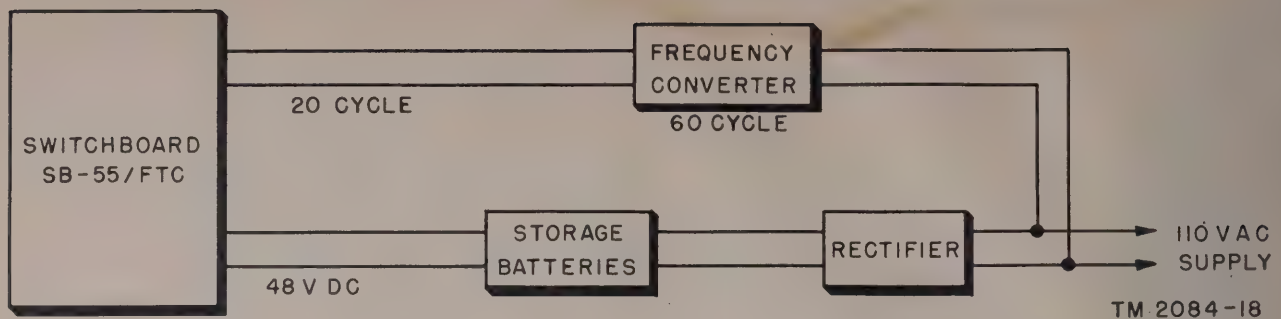 SWITCHBOARD
SB-55/FTC
20 CYCLE
FREQUENCY
CONVERTER
60 CYCLE
48 V DC
STORAGE
BATTERIES
RECTIFIER
110 V AC
SUPPLY
TM 2084-18